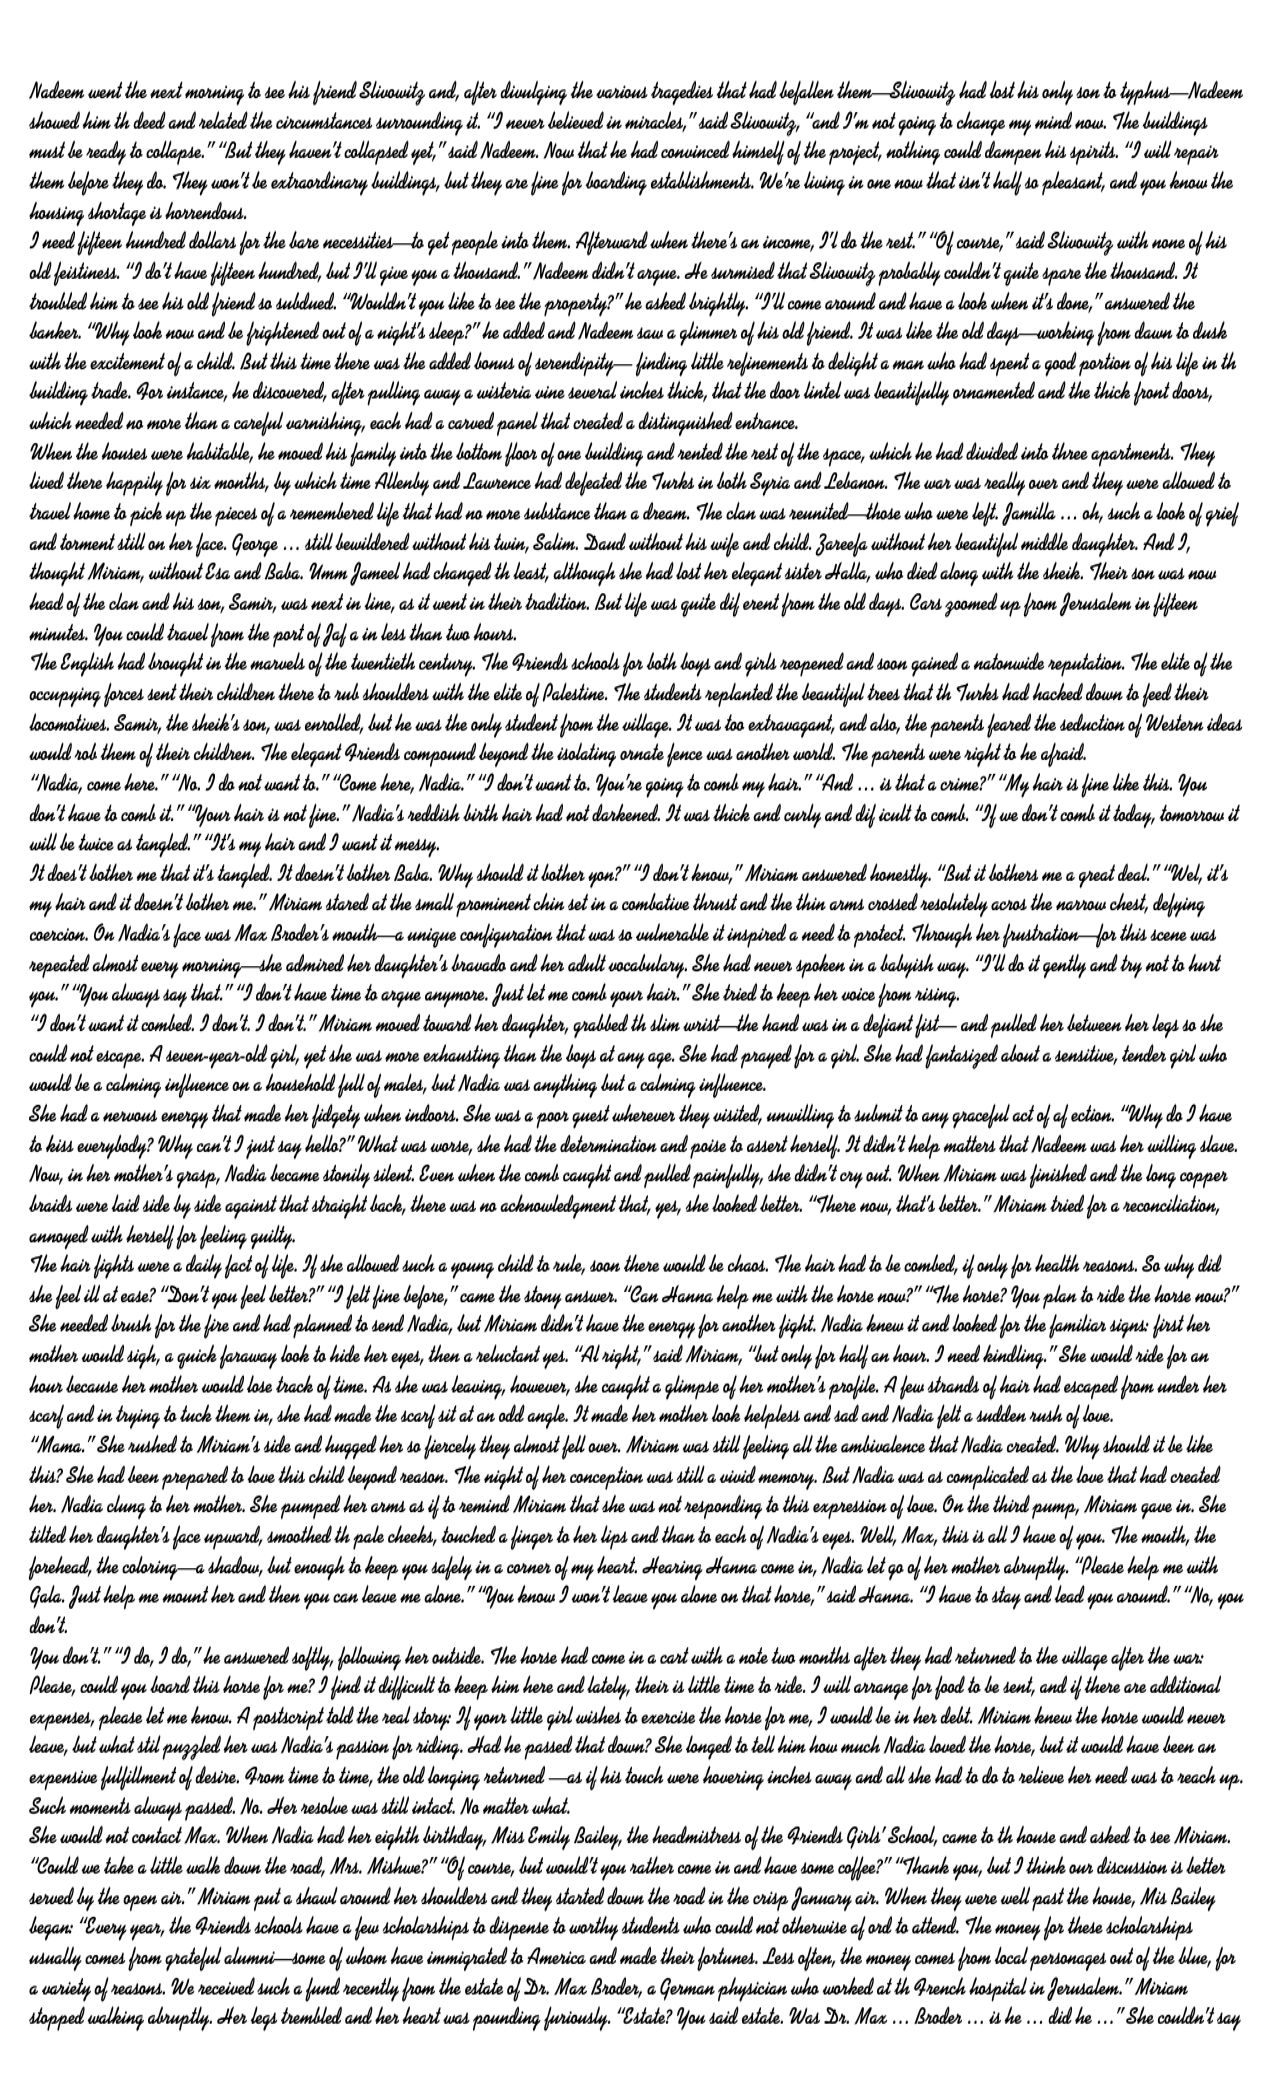 Nadeem went the next morning to see his friend Slivowitz and, after divulging the various tragedies that had befallen them—Slivowitz had lost his only son to typhus—Nadeem
showed him th deed and related the circumstances surrounding it. “I never believed in miracles,” said Slivowitz, “and I’m not going to change my mind now. The buildings
must be ready to collapse.” “But they haven’t collapsed yet,” said Nadeem. Now that he had convinced himself of the project, nothing could dampen his spirits. “I will repair
them before they do. They won’t be extraordinary buildings, but they are fine for boarding establishments. We’re living in one now that isn’t half so pleasant, and you know the
housing shortage is horrendous.
I need fifteen hundred dollars for the bare necessities—to get people into them. Afterward when there’s an income, I’l do the rest.” “Of course,” said Slivowitz with none of his
old feistiness. “I do’t have fifteen hundred, but I’ll give you a thousand.” Nadeem didn’t argue. He surmised that Slivowitz probably couldn’t quite spare the thousand. It
troubled him to see his old friend so subdued. “Wouldn’t you like to see the property?” he asked brightly. “I’ll come around and have a look when it’s done,” answered the
banker. “Why look now and be frightened out of a night’s sleep?” he added and Nadeem saw a glimmer of his old friend. It was like the old days—working from dawn to dusk
with the excitement of a child. But this time there was the added bonus of serendipity— finding little refinements to delight a man who had spent a good portion of his life in th
building trade. For instance, he discovered, after pulling away a wisteria vine several inches thick, that the door lintel was beautifully ornamented and the thick front doors,
which needed no more than a careful varnishing, each had a carved panel that created a distinguished entrance.
When the houses were habitable, he moved his family into the bottom floor of one building and rented the rest of the space, which he had divided into three apartments. They
lived there happily for six months, by which time Allenby and Lawrence had defeated the Turks in both Syria and Lebanon. The war was really over and they were allowed to
travel home to pick up the pieces of a remembered life that had no more substance than a dream. The clan was reunited—those who were left. Jamilla … oh, such a look of grief
and torment still on her face. George … still bewildered without his twin, Salim. Daud without his wife and child. Zareefa without her beautiful middle daughter. And I,
thought Miriam, without Esa and Baba. Umm Jameel had changed th least, although she had lost her elegant sister Halla, who died along with the sheik. Their son was now
head of the clan and his son, Samir, was next in line, as it went in their tradition. But life was quite dif erent from the old days. Cars zoomed up from Jerusalem in fifteen
minutes. You could travel from the port of Jaf a in less than two hours.
The English had brought in the marvels of the twentieth century. The Friends schools for both boys and girls reopened and soon gained a natonwide reputation. The elite of the
occupying forces sent their children there to rub shoulders with the elite of Palestine. The students replanted the beautiful trees that th Turks had hacked down to feed their
locomotives. Samir, the sheik’s son, was enrolled, but he was the only student from the village. It was too extravagant, and also, the parents feared the seduction of Western ideas
would rob them of their children. The elegant Friends compound beyond the isolating ornate fence was another world. The parents were right to he afraid.
“Nadia, come here.” “No. I do not want to.” “Come here, Nadia.” “I don’t want to. You’re going to comb my hair.” “And … is that a crime?” “My hair is fine like this. You
don’t have to comb it.” “Your hair is not fine.” Nadia’s reddish birth hair had not darkened. It was thick and curly and dif icult to comb. “If we don’t comb it today, tomorrow it
will be twice as tangled.” “It’s my hair and I want it messy.
It does’t bother me that it’s tangled. It doesn’t bother Baba. Why should it bother yon?” “I don’t know,” Miriam answered honestly. “But it bothers me a great deal.” “Wel, it’s
my hair and it doesn’t bother me.” Miriam stared at the small prominent chin set in a combative thrust and the thin arms crossed resolutely acros the narrow chest, defying
coercion. On Nadia’s face was Max Broder’s mouth—a unique configuration that was so vulnerable it inspired a need to protect. Through her frustration—for this scene was
repeated almost every morning—she admired her daughter’s bravado and her adult vocabulary. She had never spoken in a babyish way. “I’ll do it gently and try not to hurt
you.” “You always say that.” “I don’t have time to argue anymore. Just let me comb your hair.” She tried to keep her voice from rising.
“I don’t want it combed. I don’t. I don’t.” Miriam moved toward her daughter, grabbed th slim wrist—the hand was in a defiant fist— and pulled her between her legs so she
could not escape. A seven-year-old girl, yet she was more exhausting than the boys at any age. She had prayed for a girl. She had fantasized about a sensitive, tender girl who
would be a calming influence on a household full of males, but Nadia was anything but a calming influence.
She had a nervous energy that made her fidgety when indoors. She was a poor guest wherever they visited, unwilling to submit to any graceful act of af ection. “Why do I have
to kiss everybody? Why can’t I just say hello?” What was worse, she had the determination and poise to assert herself. It didn’t help matters that Nadeem was her willing slave.
Now, in her mother’s grasp, Nadia became stonily silent. Even when the comb caught and pulled painfully, she didn’t cry out. When Miriam was finished and the long copper
braids were laid side by side against that straight back, there was no acknowledgment that, yes, she looked better. “There now, that’s better.” Miriam tried for a reconciliation,
annoyed with herself for feeling guilty.
The hair fights were a daily fact of life. If she allowed such a young child to rule, soon there would be chaos. The hair had to be combed, if only for health reasons. So why did
she feel ill at ease? “Don’t you feel better?” “I felt fine before,” came the stony answer. “Can Hanna help me with the horse now?” “The horse? You plan to ride the horse now?”
She needed brush for the fire and had planned to send Nadia, but Miriam didn’t have the energy for another fight. Nadia knew it and looked for the familiar signs: first her
mother would sigh, a quick faraway look to hide her eyes, then a reluctant yes. “Al right,” said Miriam, “but only for half an hour. I need kindling.” She would ride for an
hour because her mother would lose track of time. As she was leaving, however, she caught a glimpse of her mother’s profile. A few strands of hair had escaped from under her
scarf and in trying to tuck them in, she had made the scarf sit at an odd angle. It made her mother look helpless and sad and Nadia felt a sudden rush of love.
“Mama.” She rushed to Miriam’s side and hugged her so fiercely they almost fell over. Miriam was still feeling all the ambivalence that Nadia created. Why should it be like
this? She had been prepared to love this child beyond reason. The night of her conception was still a vivid memory. But Nadia was as complicated as the love that had created
her. Nadia clung to her mother. She pumped her arms as if to remind Miriam that she was not responding to this expression of love. On the third pump, Miriam gave in. She
tilted her daughter’s face upward, smoothed th pale cheeks, touched a finger to her lips and than to each of Nadia’s eyes. Well, Max, this is all I have of you. The mouth, the
forehead, the coloring—a shadow, but enough to keep you safely in a corner of my heart. Hearing Hanna come in, Nadia let go of her mother abruptly. “Please help me with
Gala. Just help me mount her and then you can leave me alone.” “You know I won’t leave you alone on that horse,” said Hanna. “I have to stay and lead you around.” “No, you
don’t.
You don’t.” “I do, I do,” he answered softly, following her outside. The horse had come in a cart with a note two months after they had returned to the village after the war:
Please, could you board this horse for me? I find it difficult to keep him here and lately, their is little time to ride. I will arrange for food to be sent, and if there are additional
expenses, please let me know. A postscript told the real story: If yonr little girl wishes to exercise the horse for me, I would be in her debt. Miriam knew the horse would never
leave, but what stil puzzled her was Nadia’s passion for riding. Had he passed that down? She longed to tell him how much Nadia loved the horse, but it would have been an
expensive fulfillment of desire. From time to time, the old longing returned —as if his touch were hovering inches away and all she had to do to relieve her need was to reach up.
Such moments always passed. No. Her resolve was still intact. No matter what.
She would not contact Max. When Nadia had her eighth birthday, Miss Emily Bailey, the headmistress of the Friends Girls’ School, came to th house and asked to see Miriam.
“Could we take a little walk down the road, Mrs. Mishwe?” “Of course, but would’t you rather come in and have some coffee?” “Thank you, but I think our discussion is better
served by the open air.” Miriam put a shawl around her shoulders and they started down the road in the crisp January air. When they were well past the house, Mis Bailey
began: “Every year, the Friends schools have a few scholarships to dispense to worthy students who could not otherwise af ord to attend. The money for these scholarships
usually comes from grateful alumni—some of whom have immigrated to America and made their fortunes. Less often, the money comes from local personages out of the blue, for
a variety of reasons. We received such a fund recently from the estate of Dr. Max Broder, a German physician who worked at th French hospital in Jerusalem.” Miriam
stopped walking abruptly. Her legs trembled and her heart was pounding furiously. “Estate? You said estate. Was Dr. Max … Broder … is he … did he …” She couldn’t say